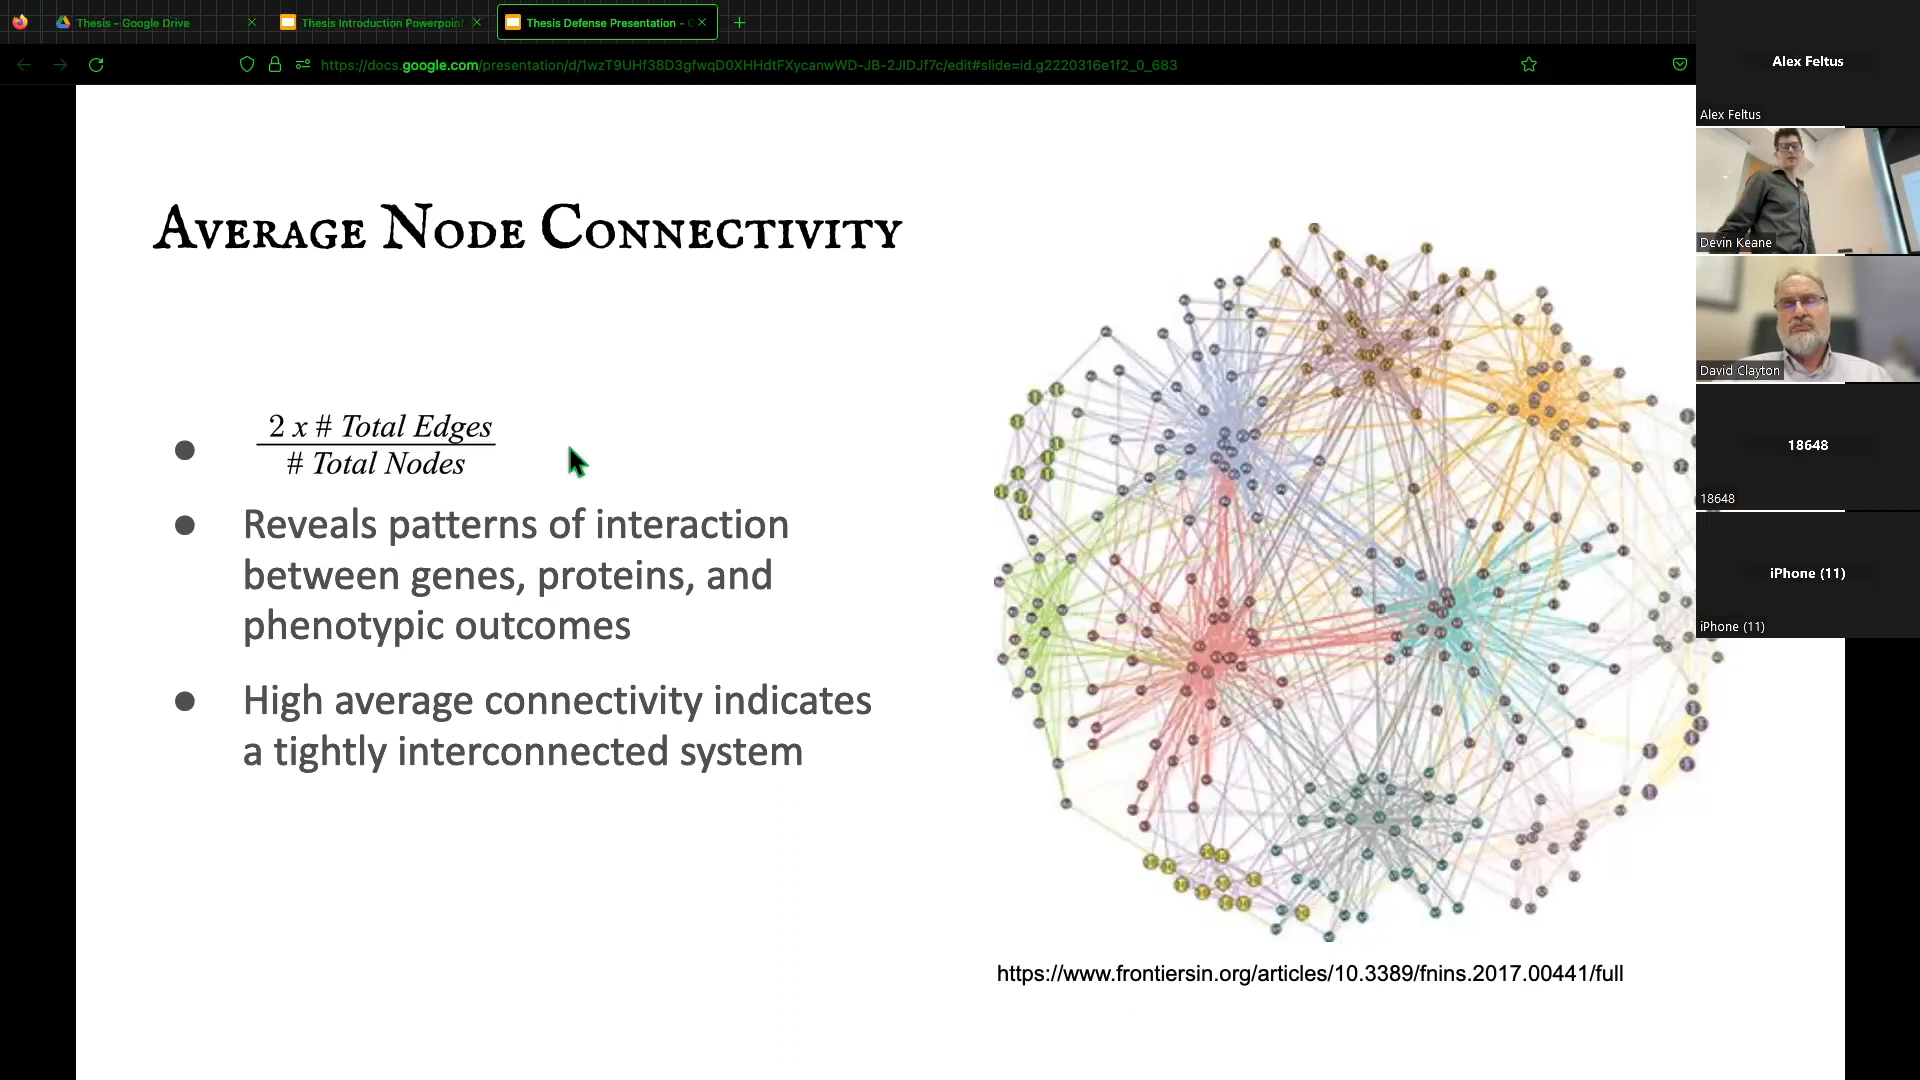 Thesis - Google Drive
Thesis Introduction Powerpoint
Thesis Defense Presentation -
https://docs.google.com/presentation/d/1wzT9UHf38D3gfwqD0XHHdtFXycanwWD-JB-2JIDJf7c/edit#slide=id.g2220316e1f2_0_683
Average Node Connectivity
2 x # Total Edges
# Total Nodes
Reveals patterns of interaction
between genes, proteins, and
phenotypic outcomes
High average connectivity indicates
a tightly interconnected system
https://www.frontiersin.org/articles/10.3389/fnins.2017.00441/full
Alex Feltus
Alex Feltus
Devin Keane
David Clayton
18648
18648
iPhone (11)
iPhone (11)